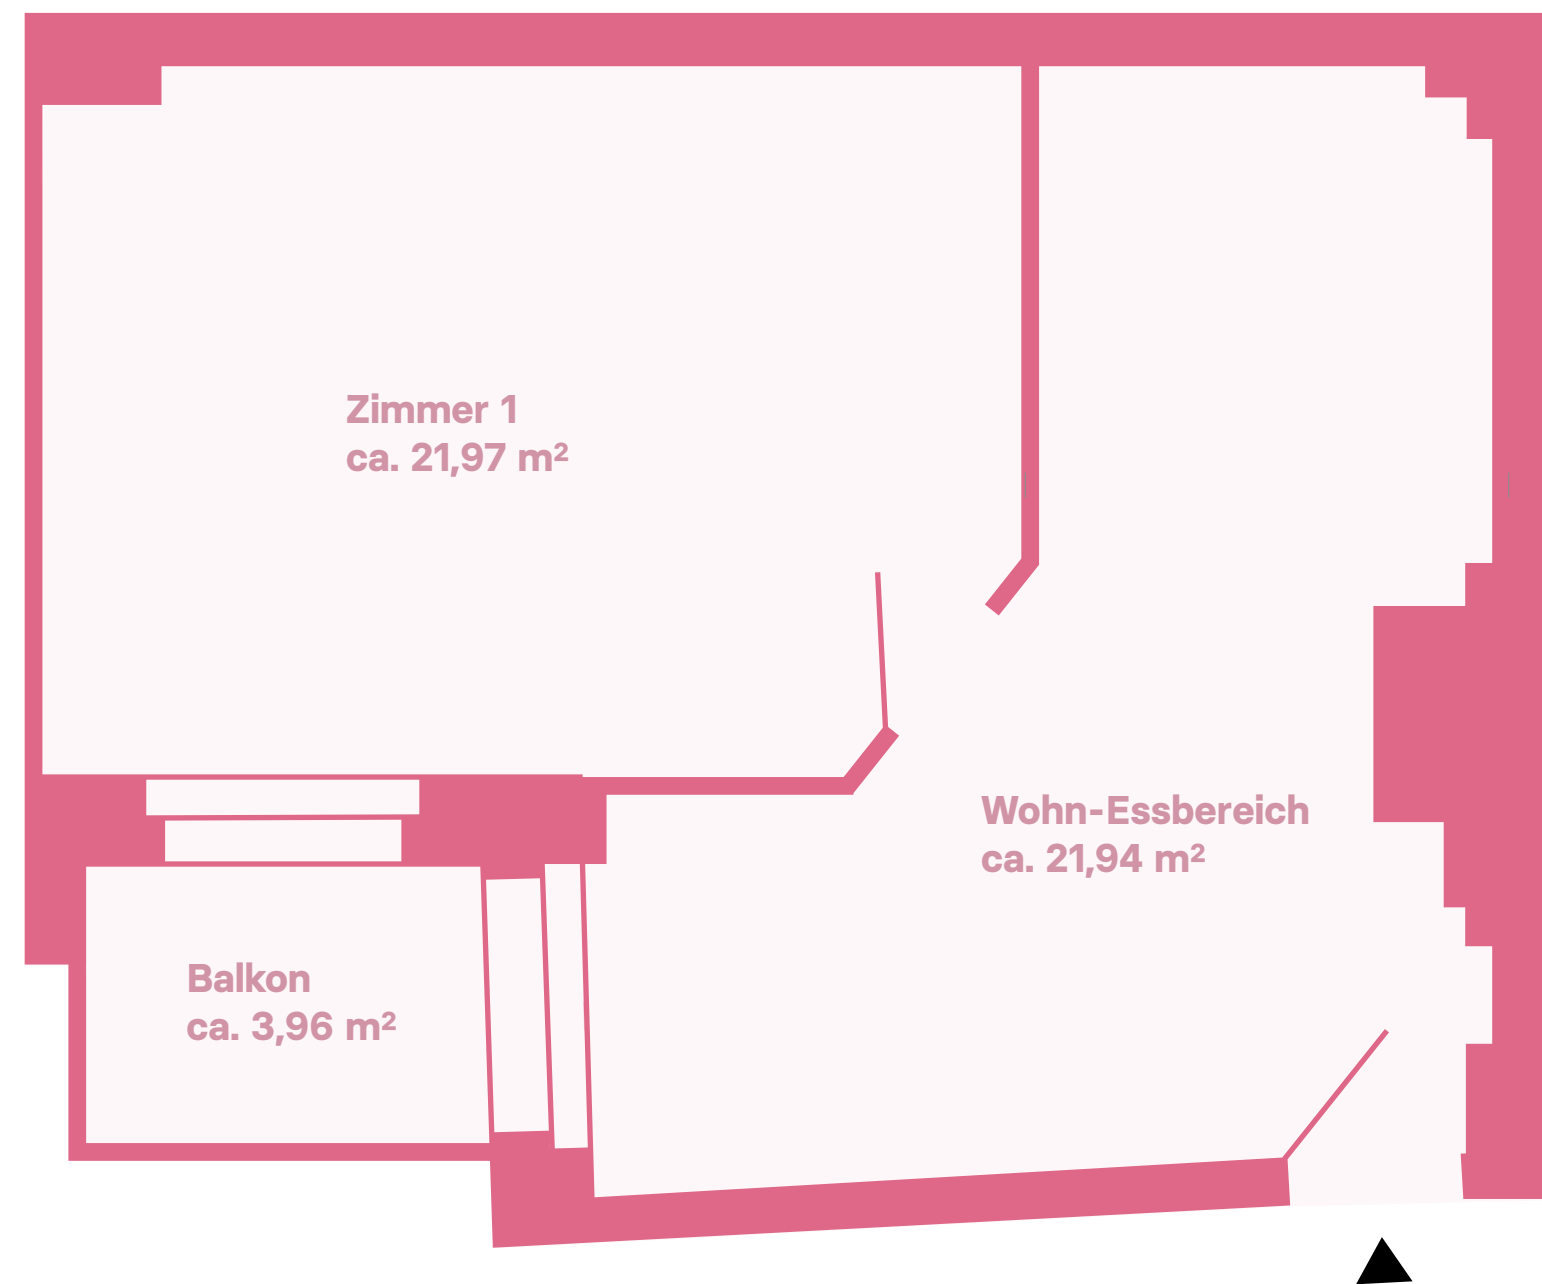 Zimmer 1
ca. 21,97 m²
Wohn-Essbereich
ca. 21,94 m²
Balkon
ca. 3,96 m²